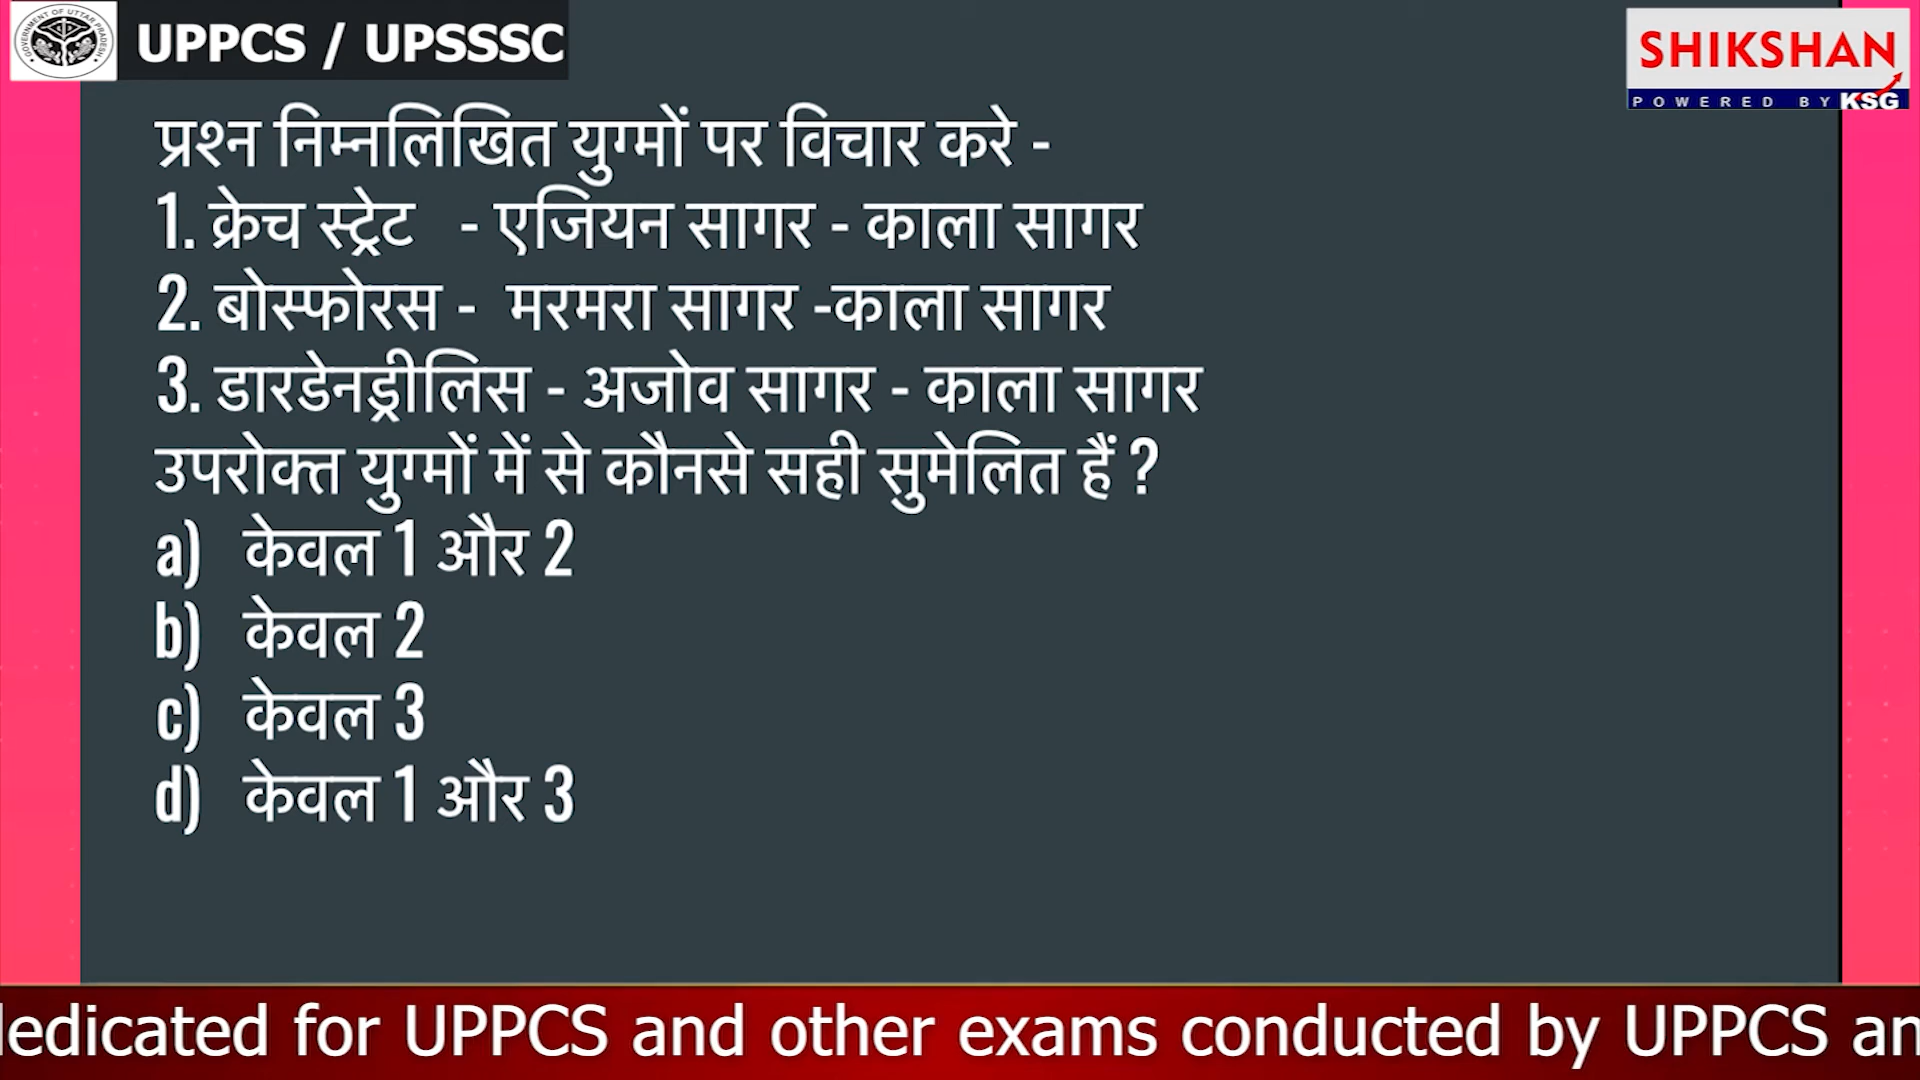 UPPCS / UPSSSC
SHIKSHAN
POWERED BY KSG
प्रश्न निम्नलिखित युग्मों पर विचार करे -
1. क्रेच स्ट्रेट - एजियन सागर - काला सागर
2. बोस्फोरस - मरमरा सागर -काला सागर
3. डारडेनड्रीलिस - अजोव सागर - काला सागर
उपरोक्त युग्मों में से कौनसे सही सुमेलित हैं ?
a) केवल 1 और 2
b) केवल 2
c) केवल 3
d) केवल 1 और 3
dedicated for UPPCS and other exams conducted by UPPCS an